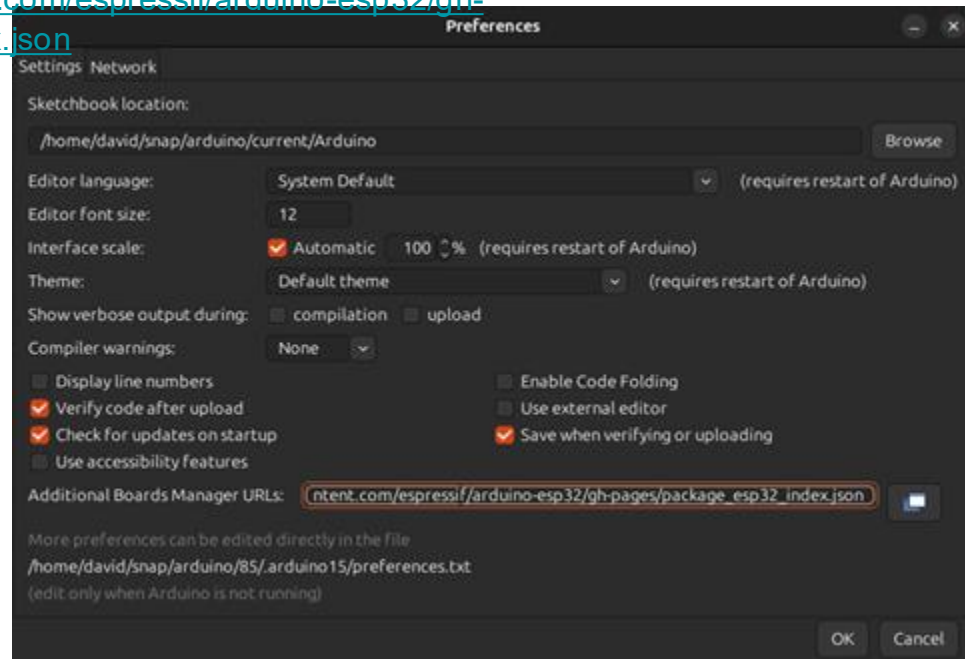 .com/espressif/arduino-esp32/gh-
.json
Preferences
Settings Network
Sketchbook location:
/home/david/snap/arduino/current/Arduino Browse
Editor language: System Default (requires restart of Arduino)
Editor font size: 12
Interface scale: Automatic 100 % (requires restart of Arduino)
Theme: Default theme (requires restart of Arduino)
Show verbose output during: compilation upload
Compiler warnings: None
Display line numbers Enable Code Folding
Verify code after upload Use external editor
Check for updates on startup Save when verifying or uploading
Use accessibility features
Additional Boards Manager URLs: ntent.com/espressif/arduino-esp32/gh-pages/package_esp32_index.json
More preferences can be edited directly in the file
/home/david/snap/arduino/85/.arduino15/preferences.txt
(edit only when Arduino is not running)
OK Cancel